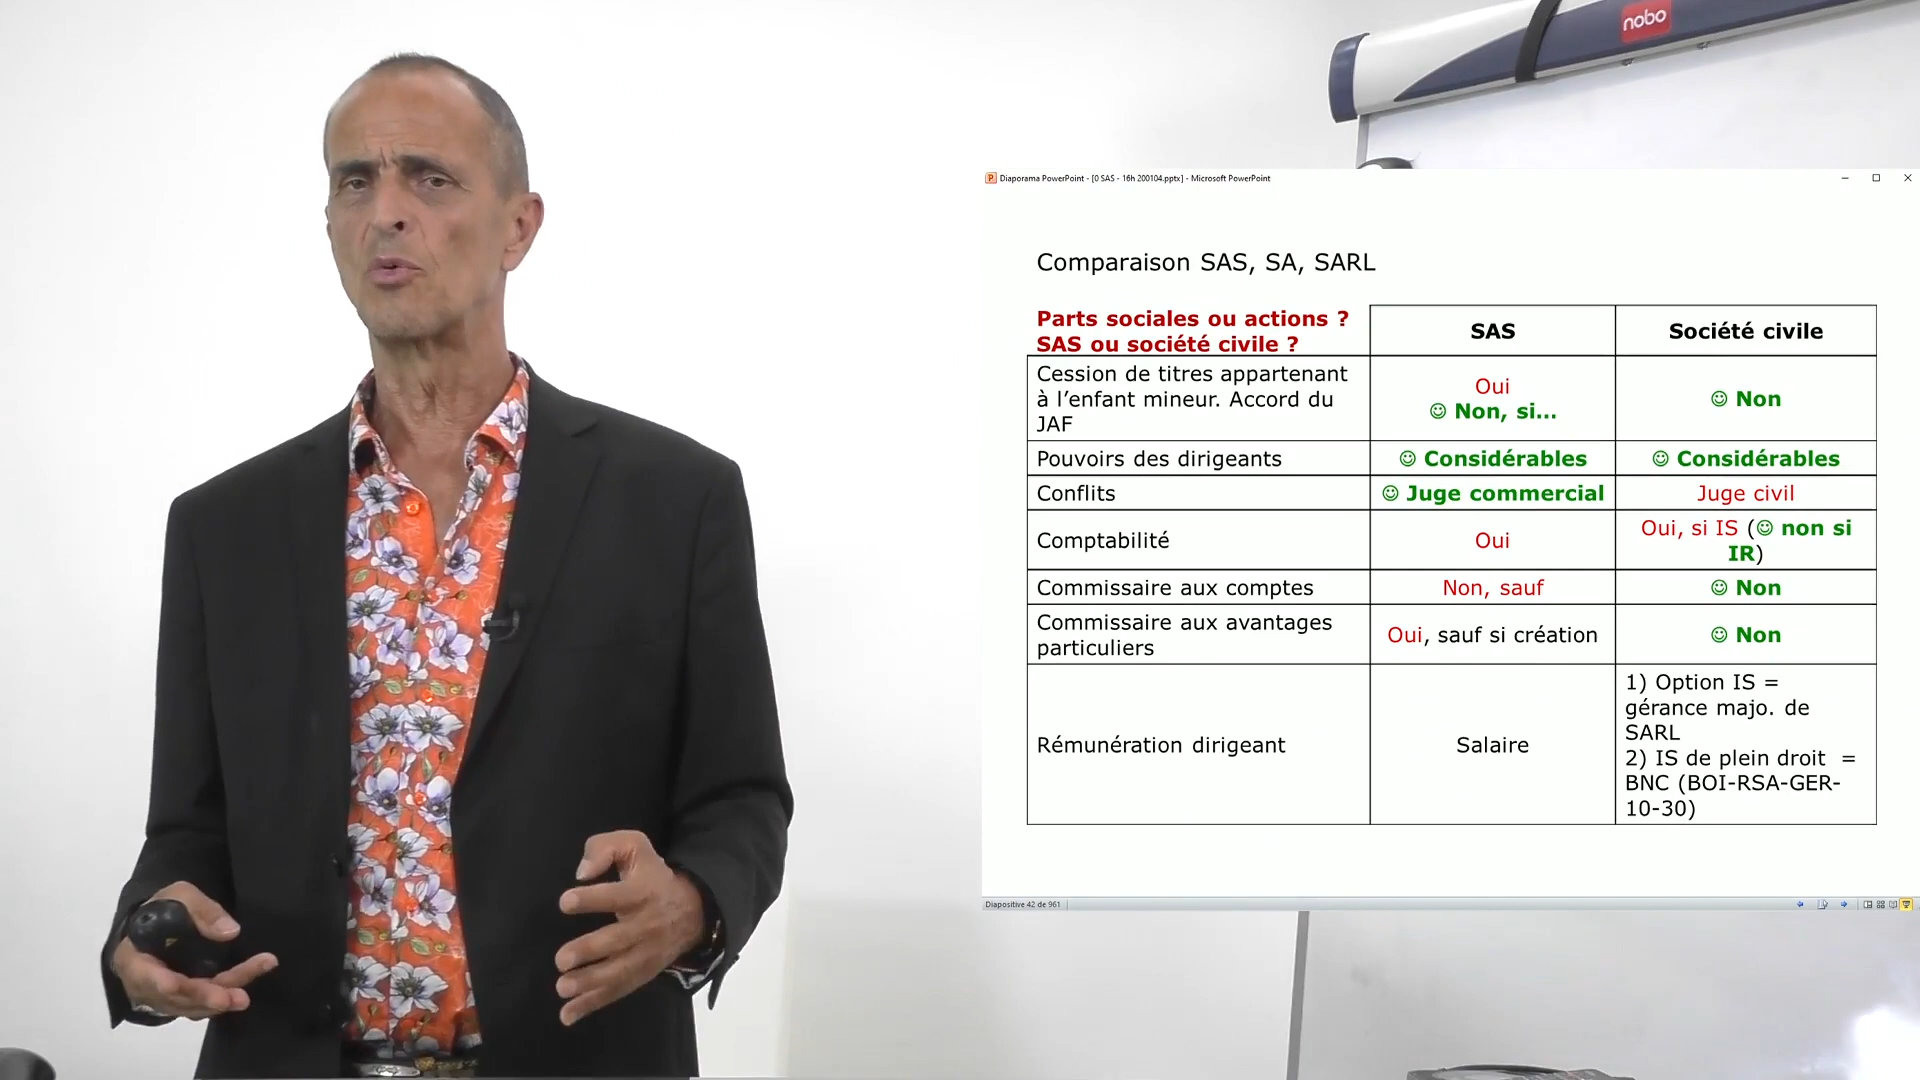 nobo
Diaporama PowerPoint - [0 SAS - 16h 200104.pptx] - Microsoft PowerPoint
Comparaison SAS, SA, SARL
Parts sociales ou actions ?
SAS ou société civile ?
SAS
Société civile
Cession de titres appartenant
à l’enfant mineur. Accord du
JAF
Oui
☺ Non, si...
☺ Non
Pouvoirs des dirigeants
☺ Considérables
☺ Considérables
Conflits
☺ Juge commercial
Juge civil
Comptabilité
Oui
Oui, si IS (☺ non si
IR)
Commissaire aux comptes
Non, sauf
☺ Non
Commissaire aux avantages
particuliers
Oui, sauf si création
☺ Non
Rémunération dirigeant
Salaire
1) Option IS =
gérance majo. de
SARL
2) IS de plein droit =
BNC (BOI-RSA-GER-
10-30)
Diapositive 42 de 961